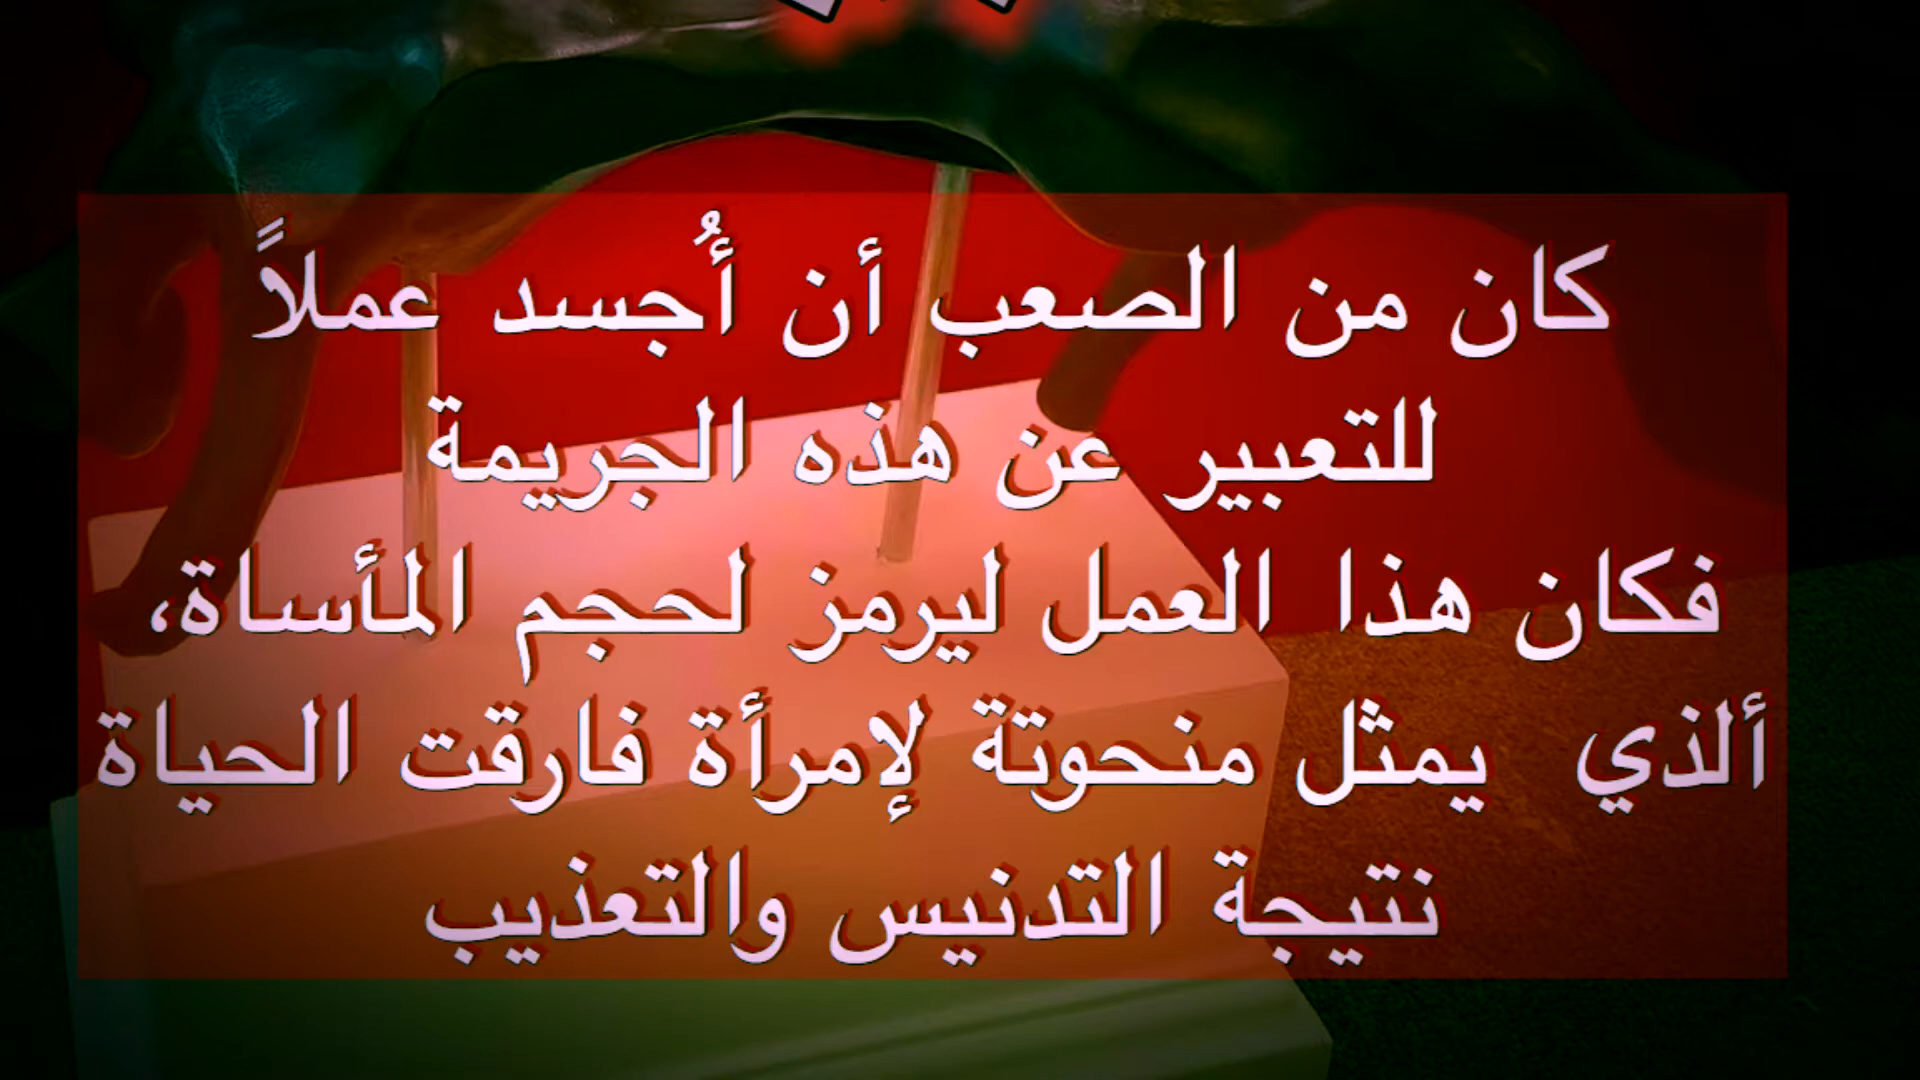 كان من الصعب أن أُجسد عملاً
للتعبير عن هذه الجريمة
فكان هذا العمل ليرمز لحجم المأساة،
ألذي يمثل منحوتة لإمرأة فارقت الحياة
نتيجة التدنيس والتعذيب